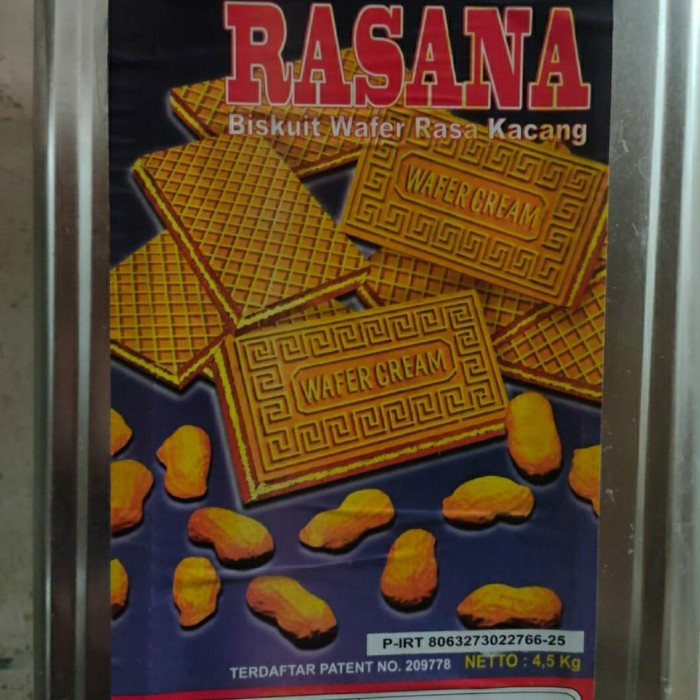 RASANA
Biskuit Wafer Rasa Kacang
WAFER CREAM
WAFER CREAM
P-IRT 8063273022766-25
TERDAFTAR PATENT NO. 209778 NETTO : 4,5 Kg